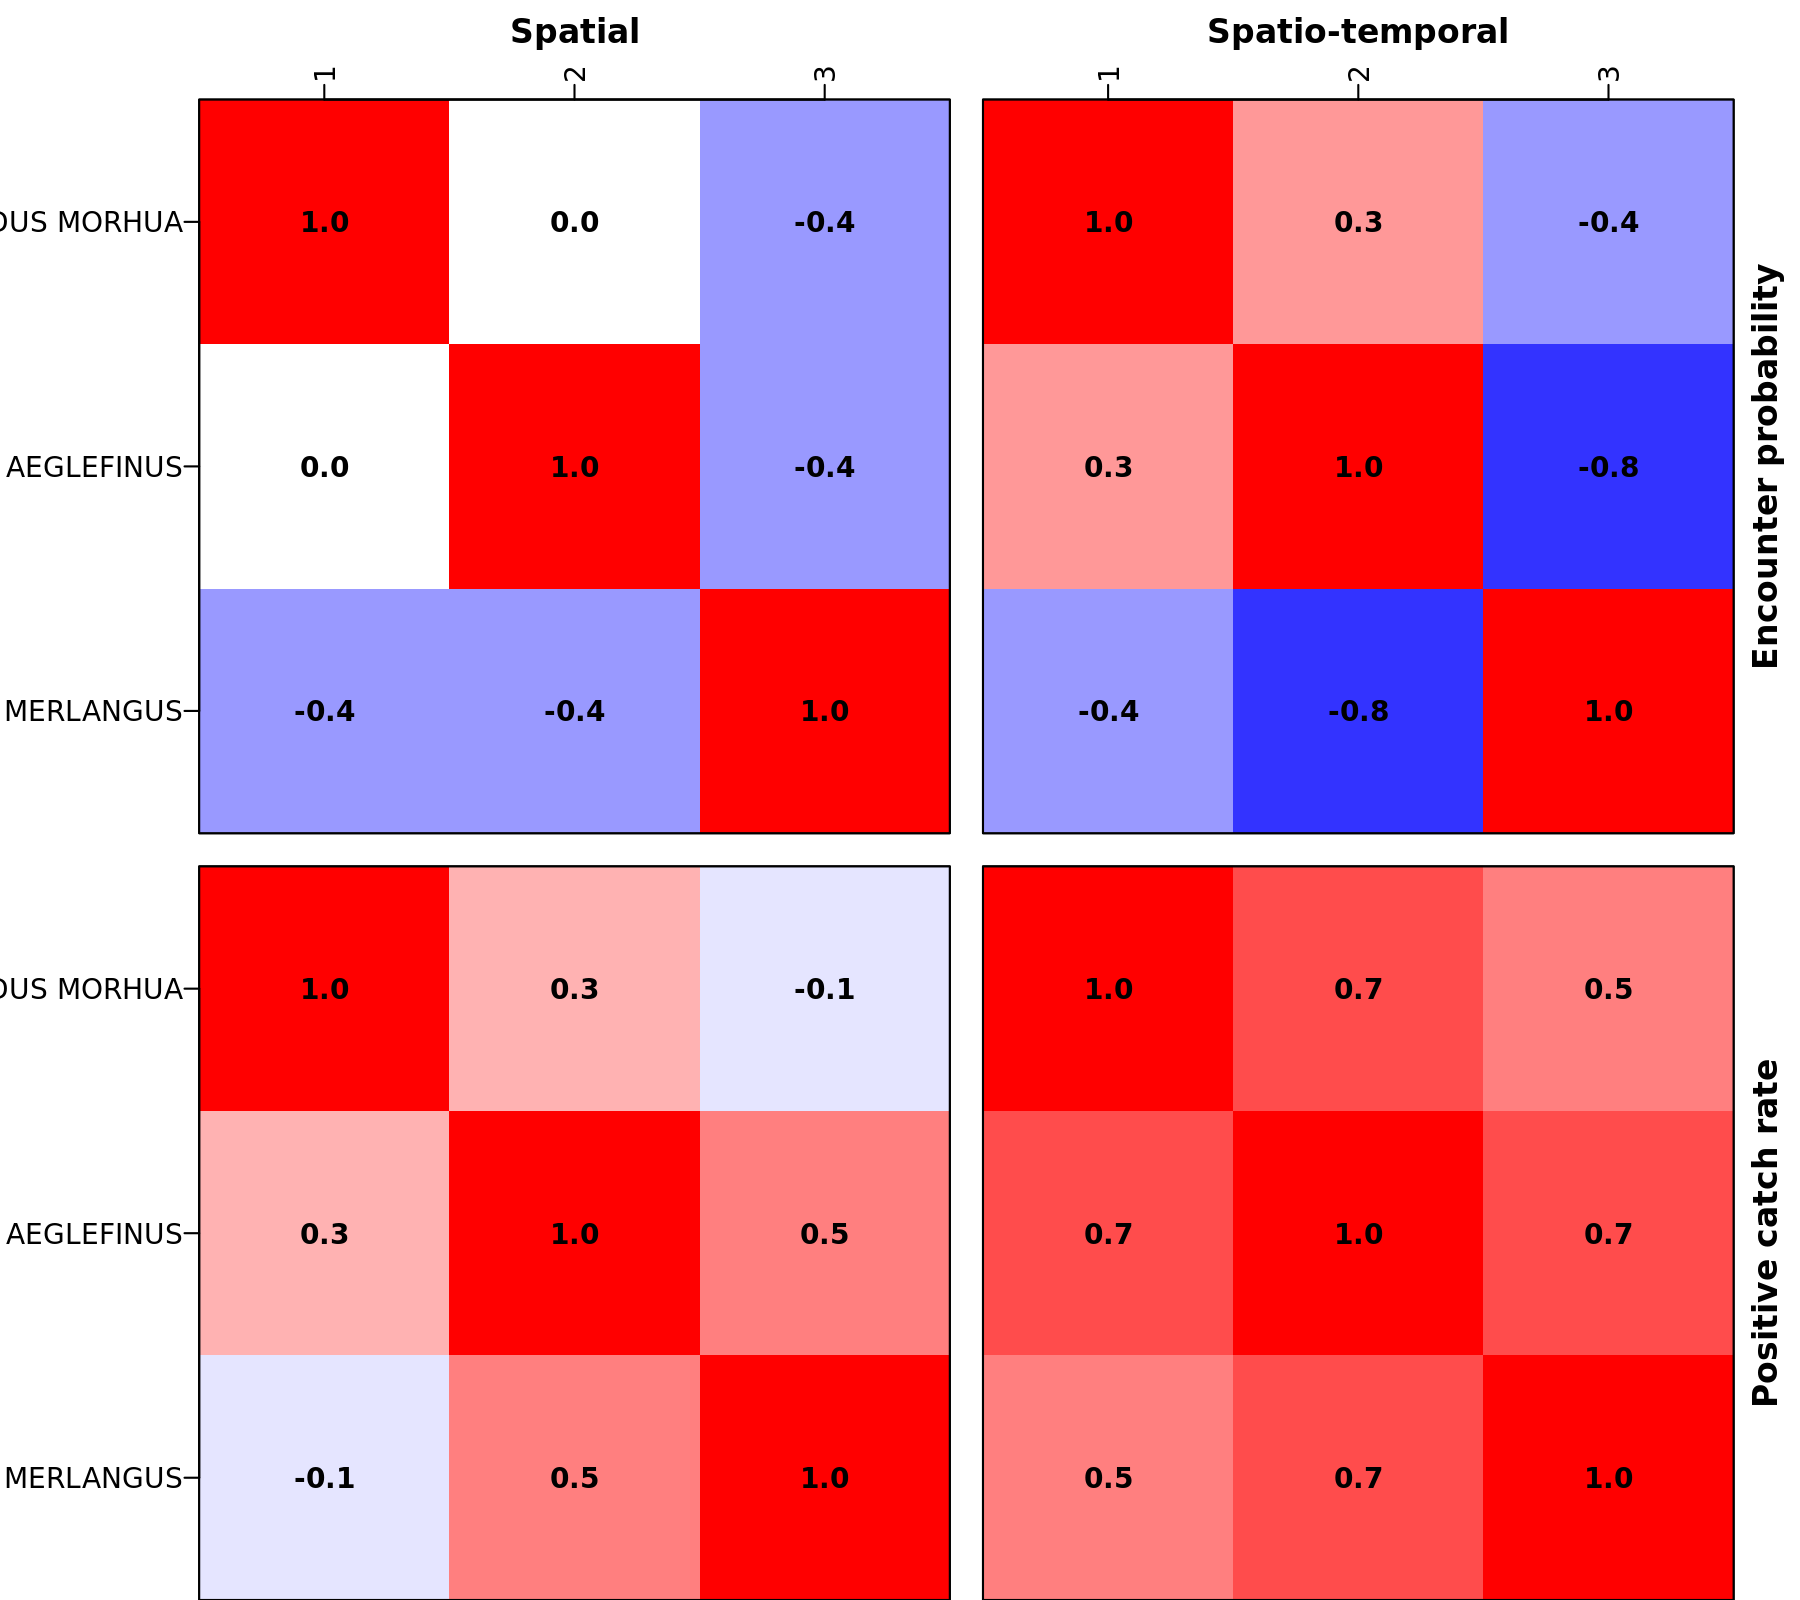 Spatial Spatio-temporal
1 2 3 1 2 3
MORHUA 1.0 0.0 -0.4 1.0 0.3 -0.4
AEGLEFINUS 0.0 1.0 -0.4 0.3 1.0 -0.8
MERLANGUS -0.4 -0.4 1.0 -0.4 -0.8 1.0
Encounter probability
MORHUA 1.0 0.3 -0.1 1.0 0.7 0.5
AEGLEFINUS 0.3 1.0 0.5 0.7 1.0 0.7
MERLANGUS -0.1 0.5 1.0 0.5 0.7 1.0
Positive catch rate